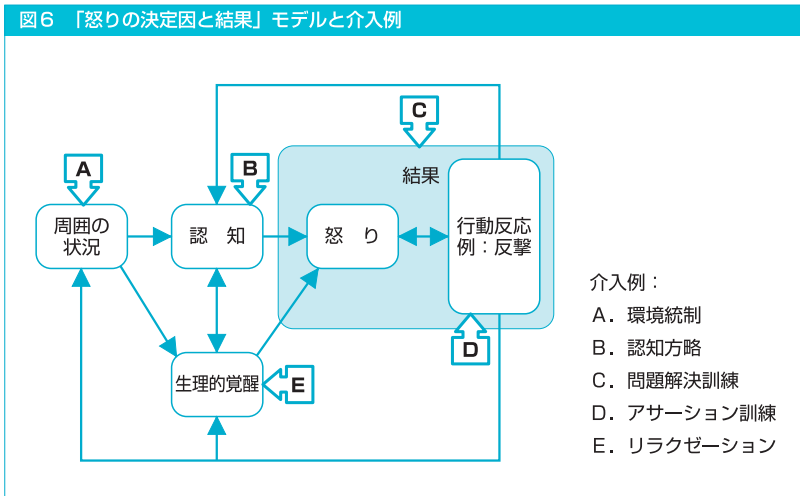 図6 「怒りの決定因と結果」モデルと介入例
C
A
B
結果
周囲の
状況
認 知
怒 り
行動反応
例:反撃
D
生理的覚醒
E
介入例:
A.環境統制
B.認知方略
C.問題解決訓練
D.アサーション訓練
E.リラクゼーション